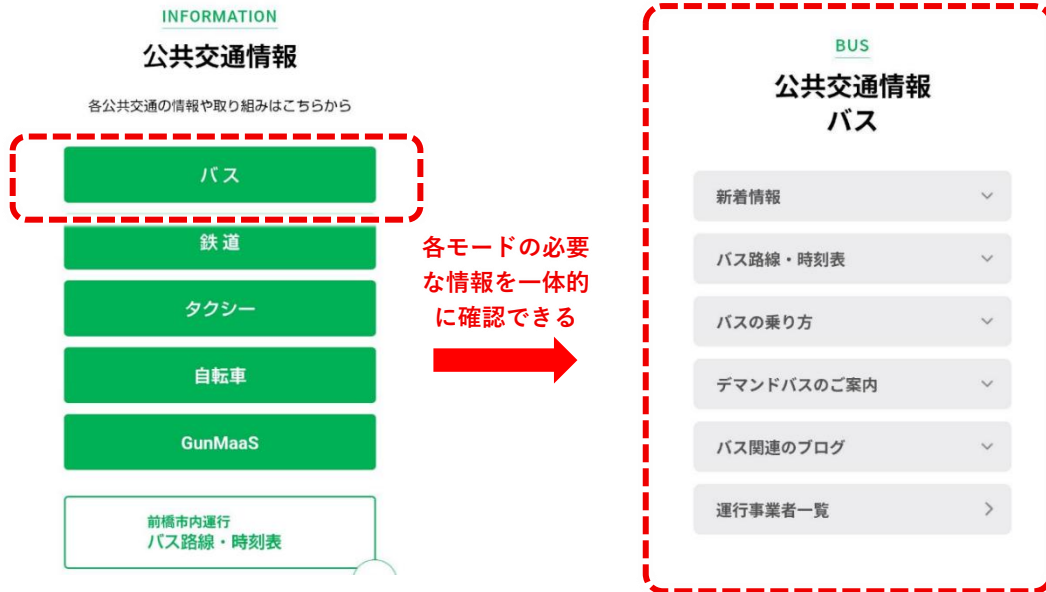 INFORMATION
公共交通情報
各公共交通の情報や取り組みはこちらから
バス
鉄道
タクシー
自転車
GunMaaS
前橋市内運行
バス路線・時刻表
各モードの必要
な情報を一体的
に確認できる
BUS
公共交通情報
バス
新着情報
バス路線・時刻表
バスの乗り方
デマンドバスのご案内
バス関連のブログ
運行事業者一覧